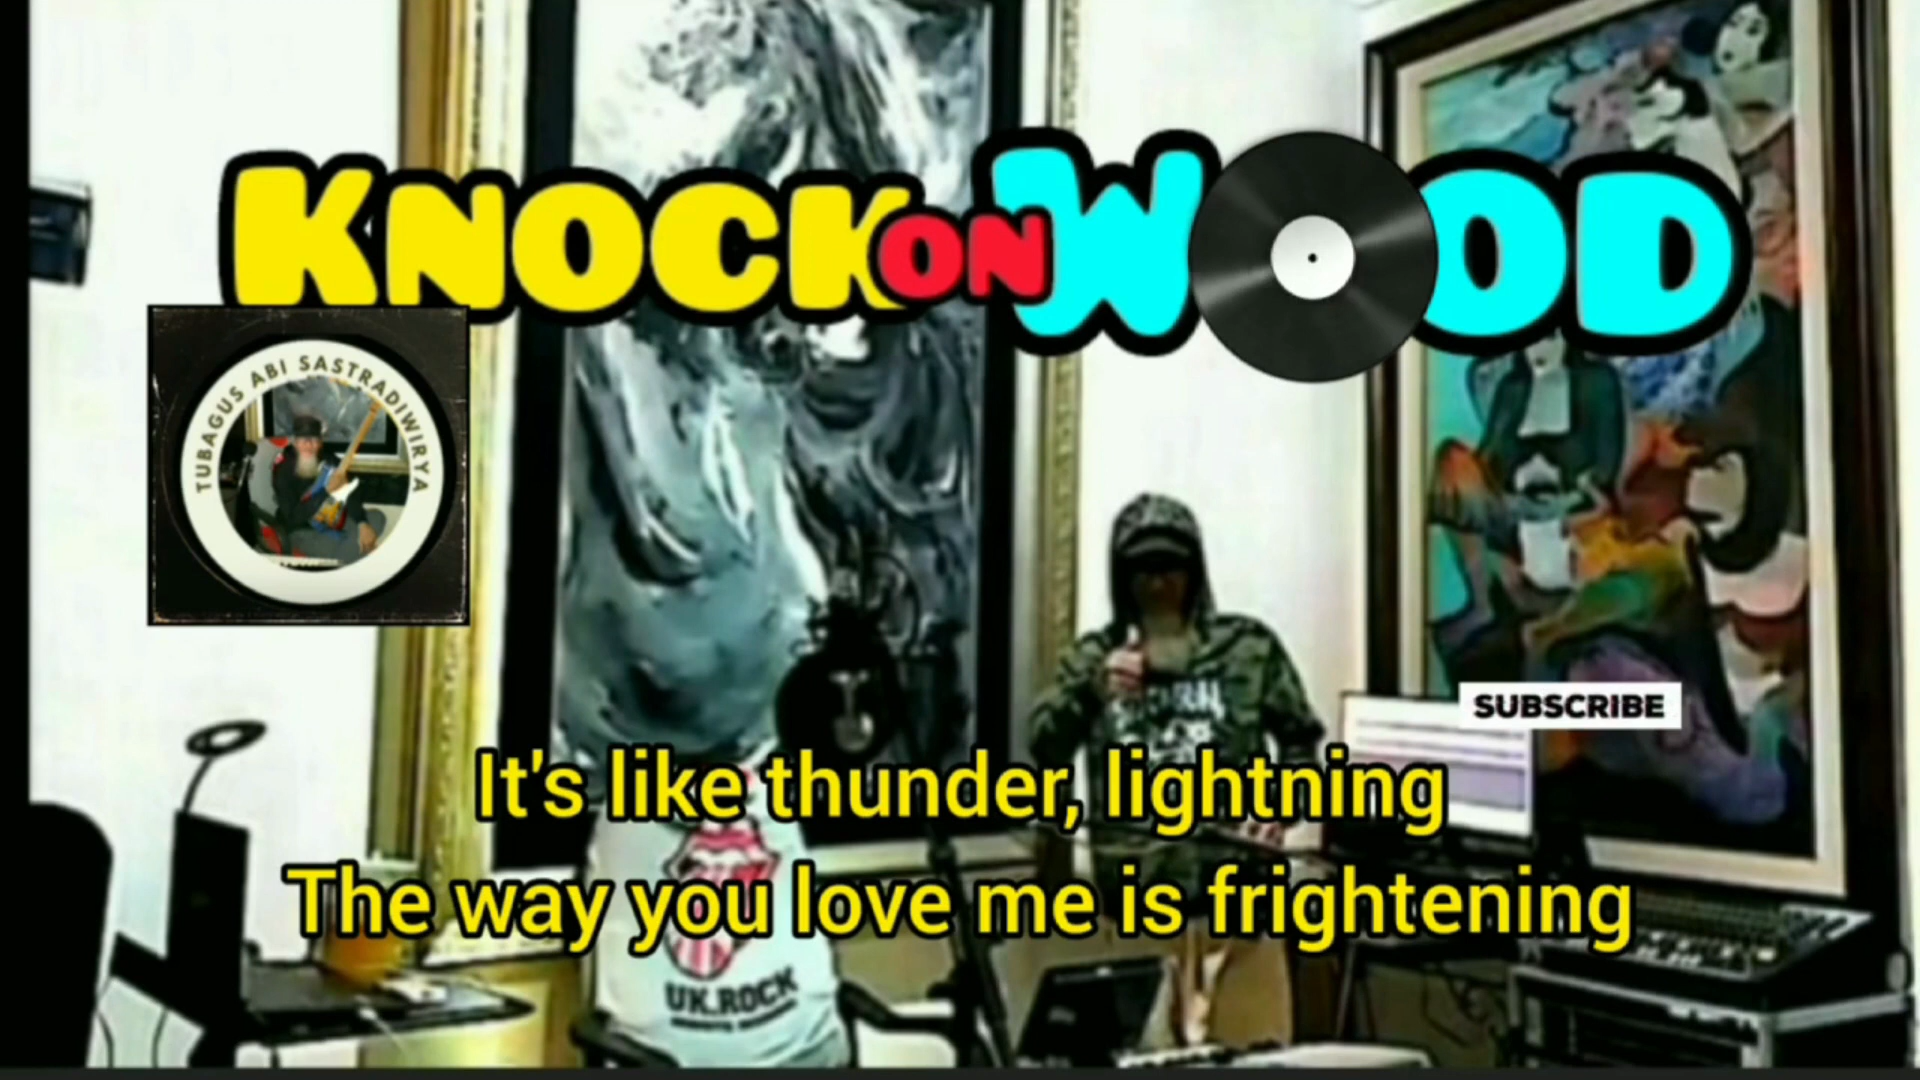 KNOCK ON WOOD
TUBAGUS ABI SASTRADIWIRYA
SUBSCRIBE
It's like thunder, lightning
The way you love me is frightening
UK.ROCK